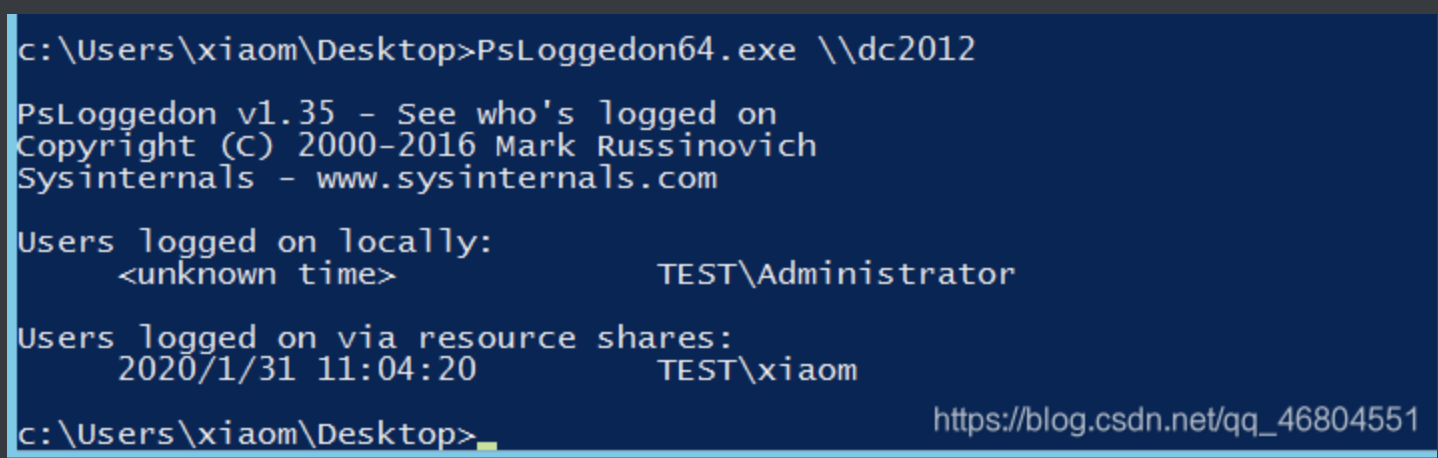 c:\Users\xiaom\Desktop>PsLoggedon64.exe \\dc2012
PsLoggedon v1.35 - See who's logged on
Copyright (C) 2000-2016 Mark Russinovich
Sysinternals - www.sysinternals.com
Users logged on locally:
<unknown time> TEST\Administrator
Users logged on via resource shares:
2020/1/31 11:04:20 TEST\xiaom
c:\Users\xiaom\Desktop>_
https://blog.csdn.net/qq_46804551